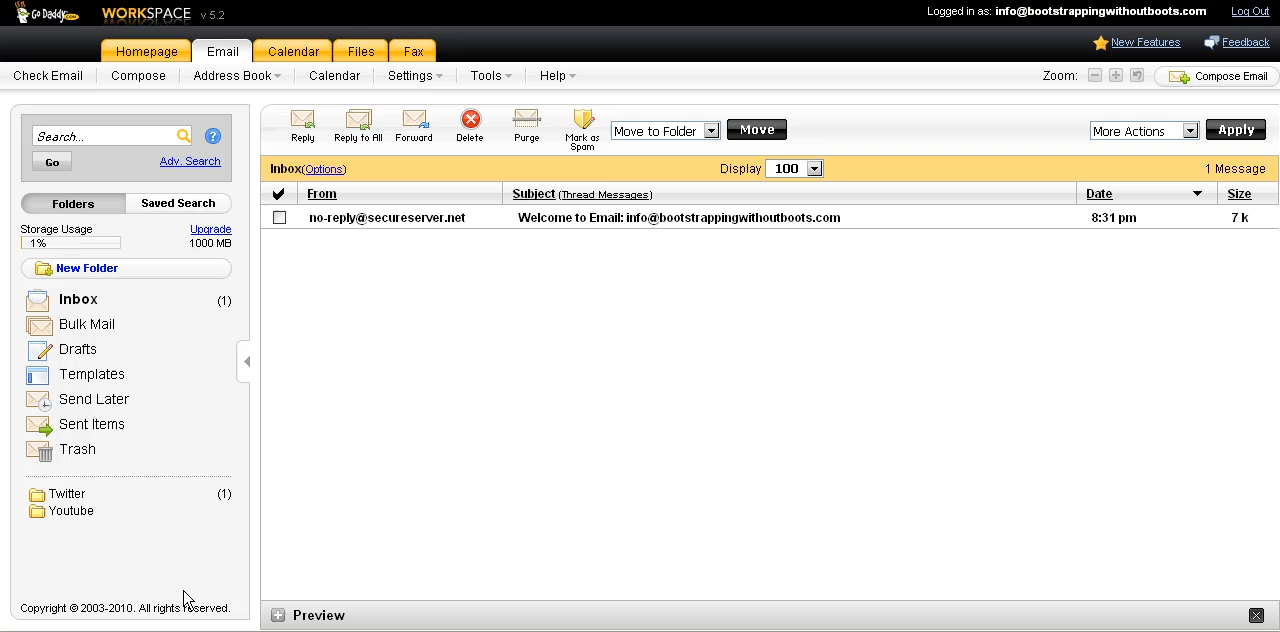 Go Daddy.com WORKSPACE v 5.2
Logged in as: info@bootstrappingwithoutboots.com Log Out
Homepage Email Calendar Files Fax
New Features Feedback
Check Email Compose Address Book Calendar Settings Tools Help
Zoom: Compose Email
Search...
Go Adv. Search
Folders Saved Search
Storage Usage Upgrade
1% 1000 MB
New Folder
Inbox (1)
Bulk Mail
Drafts
Templates
Send Later
Sent Items
Trash
Twitter (1)
Youtube
Copyright © 2003-2010. All rights reserved.
Reply Reply to All Forward Delete Purge Mark as Spam Move to Folder Move More Actions Apply
Inbox(Options) Display 100 1 Message
From Subject (Thread Messages) Date Size
no-reply@secureserver.net Welcome to Email: info@bootstrappingwithoutboots.com 8:31 pm 7 k
Preview